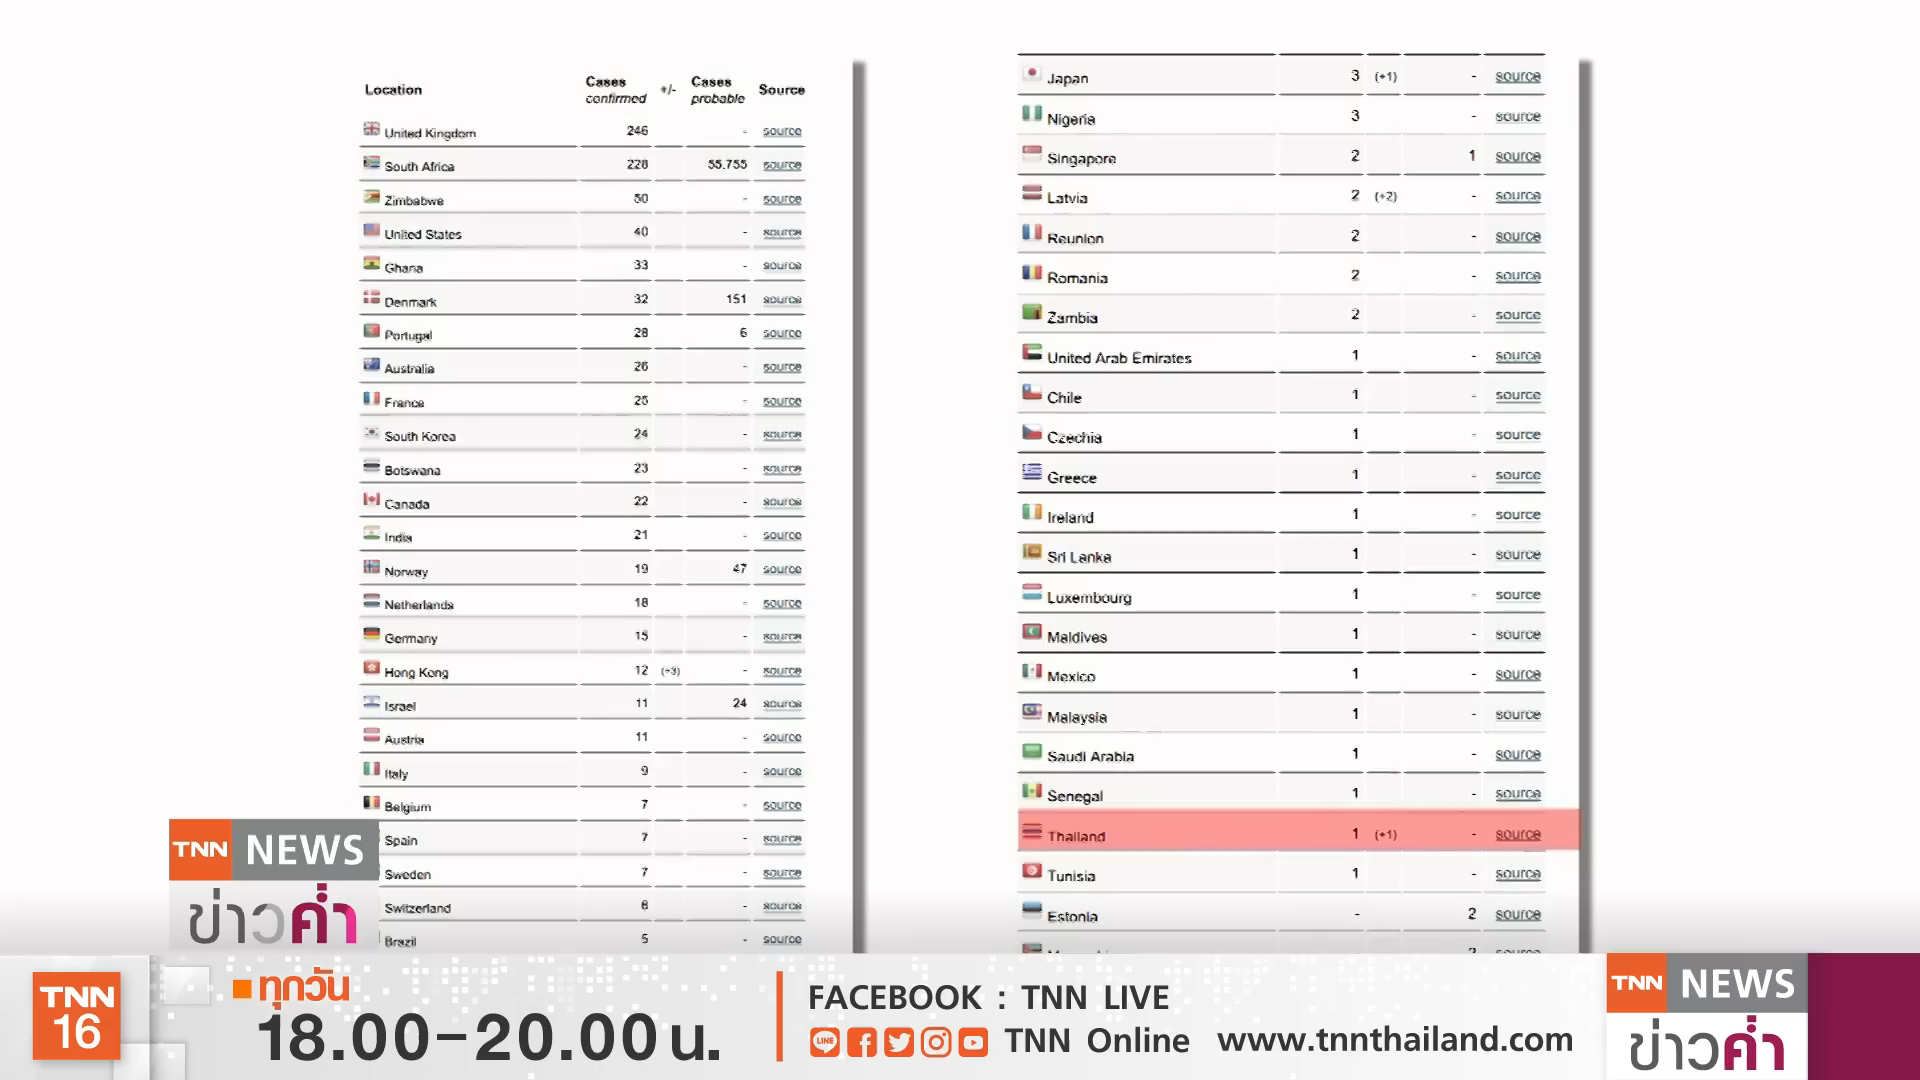 Location Cases confirmed +/- Cases probable Source
United Kingdom 246 - source
South Africa 228 55.755 source
Zimbabwe 50 - source
United States 40 - source
Ghana 33 - source
Denmark 32 151 source
Portugal 28 6 source
Australia 26 - source
France 25 - source
South Korea 24 - source
Botswana 23 - source
Canada 22 - source
India 21 - source
Norway 19 47 source
Netherlands 18 - source
Germany 15 - source
Hong Kong 12 (+3) - source
Israel 11 24 source
Austria 11 - source
Italy 9 - source
Belgium 7 - source
Spain 7 - source
Sweden 7 - source
Switzerland 6 - source
Brazil 5 - source
Japan 3 (+1) - source
Nigeria 3 - source
Singapore 2 1 source
Latvia 2 (+2) - source
Reunion 2 - source
Romania 2 - source
Zambia 2 - source
United Arab Emirates 1 - source
Chile 1 - source
Czechia 1 - source
Greece 1 - source
Ireland 1 - source
Sri Lanka 1 - source
Luxembourg 1 - source
Maldives 1 - source
Mexico 1 - source
Malaysia 1 - source
Saudi Arabia 1 - source
Senegal 1 - source
Thailand 1 (+1) - source
Tunisia 1 - source
Estonia - 2 source
TNN NEWS
ข่าวค่ำ
TNN
16
ทุกวัน
18.00-20.00 น.
FACEBOOK : TNN LIVE
LINE TNN Online www.tnnthailand.com
TNN NEWS
ข่าวค่ำ